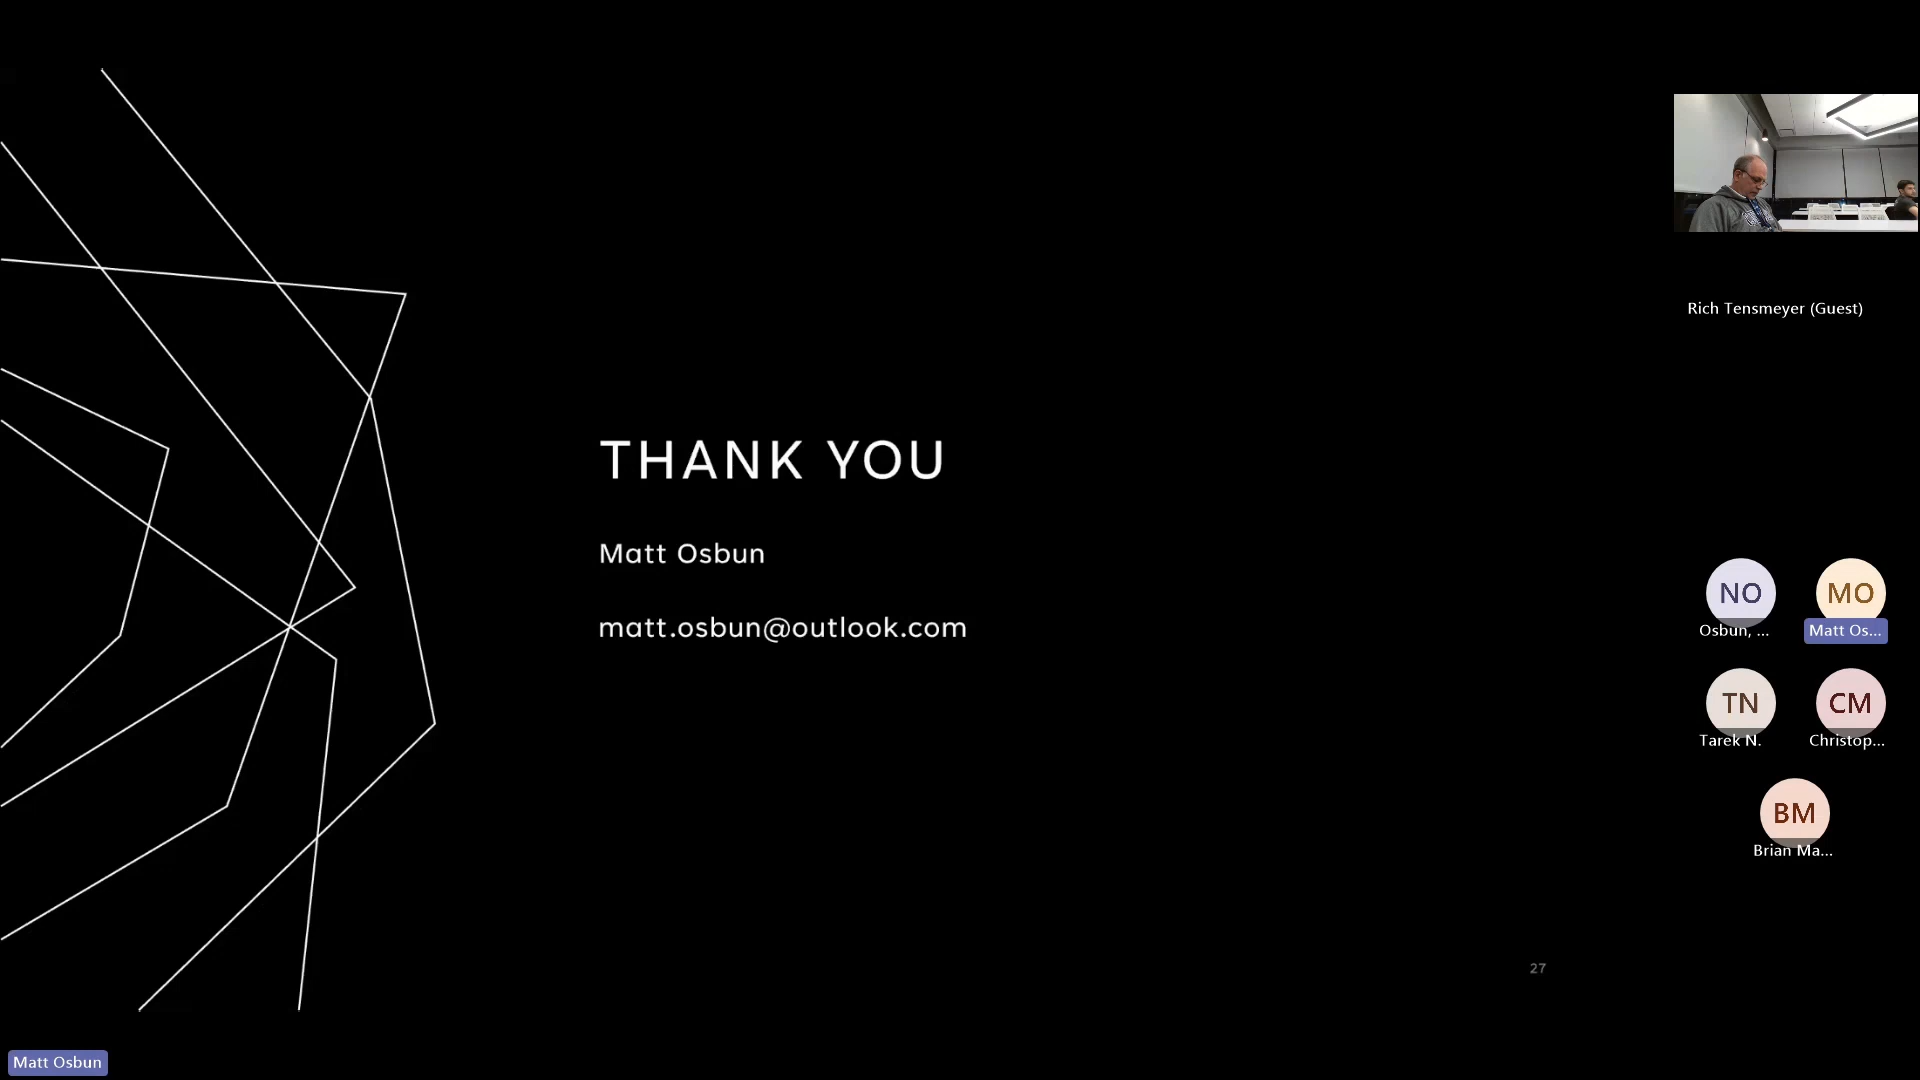 THANK YOU
Matt Osbun
matt.osbun@outlook.com
27
Rich Tensmeyer (Guest)
NO
MO
Osbun, ...
Matt Os...
TN
CM
Tarek N.
Christop...
BM
Brian Ma...
Matt Osbun